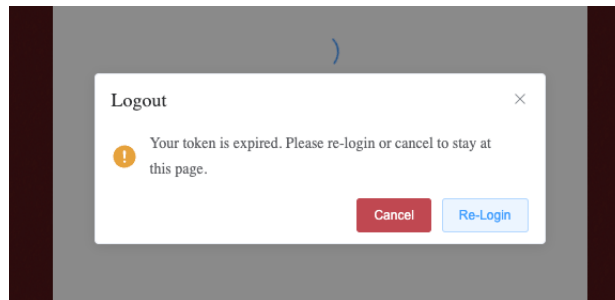 Logout
Your token is expired. Please re-login or cancel to stay at
this page.
Cancel
Re-Login